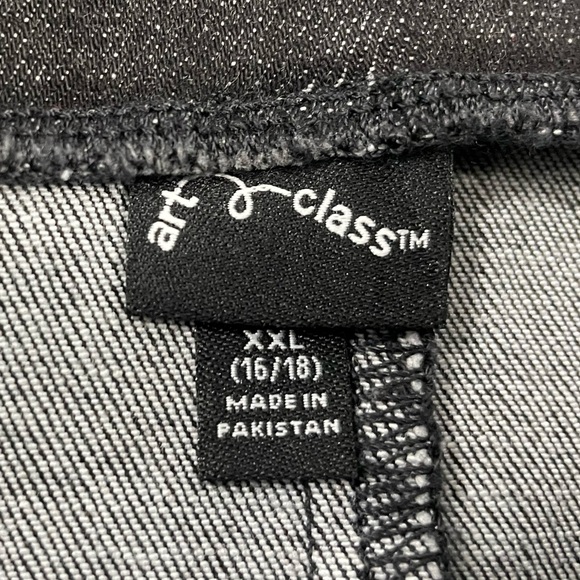 art class™
XXL
(16/18)
MADE IN
PAKISTAN